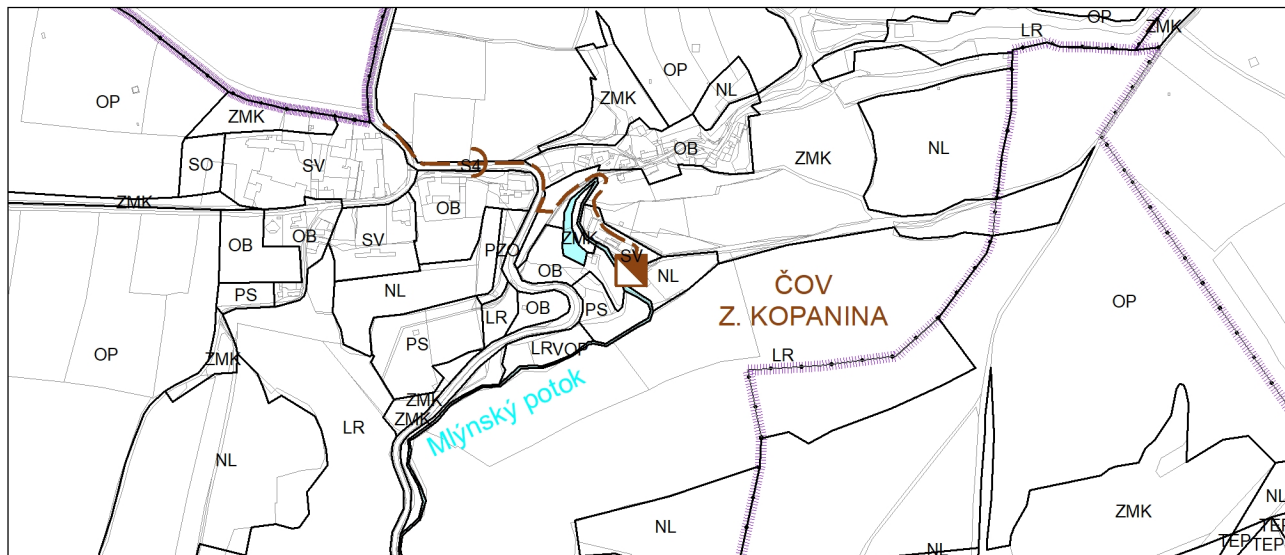 OP
LR
ZMK
OP
OP
ZMK
ZMK
NL
SO
SV
S4
OB
ZMK
NL
ZMK
OB
OB
OB
SV
PZO
ZMK
OB
SV
NL
PS
NL
LR
OB
PS
PS
ČOV
Z. KOPANINA
OP
OP
ZMK
LR
VOP
LR
ZMK
ZMK
LR
Mlýnský potok
NL
NL
NL
ZMK
NL
TEP
TEP
TEP